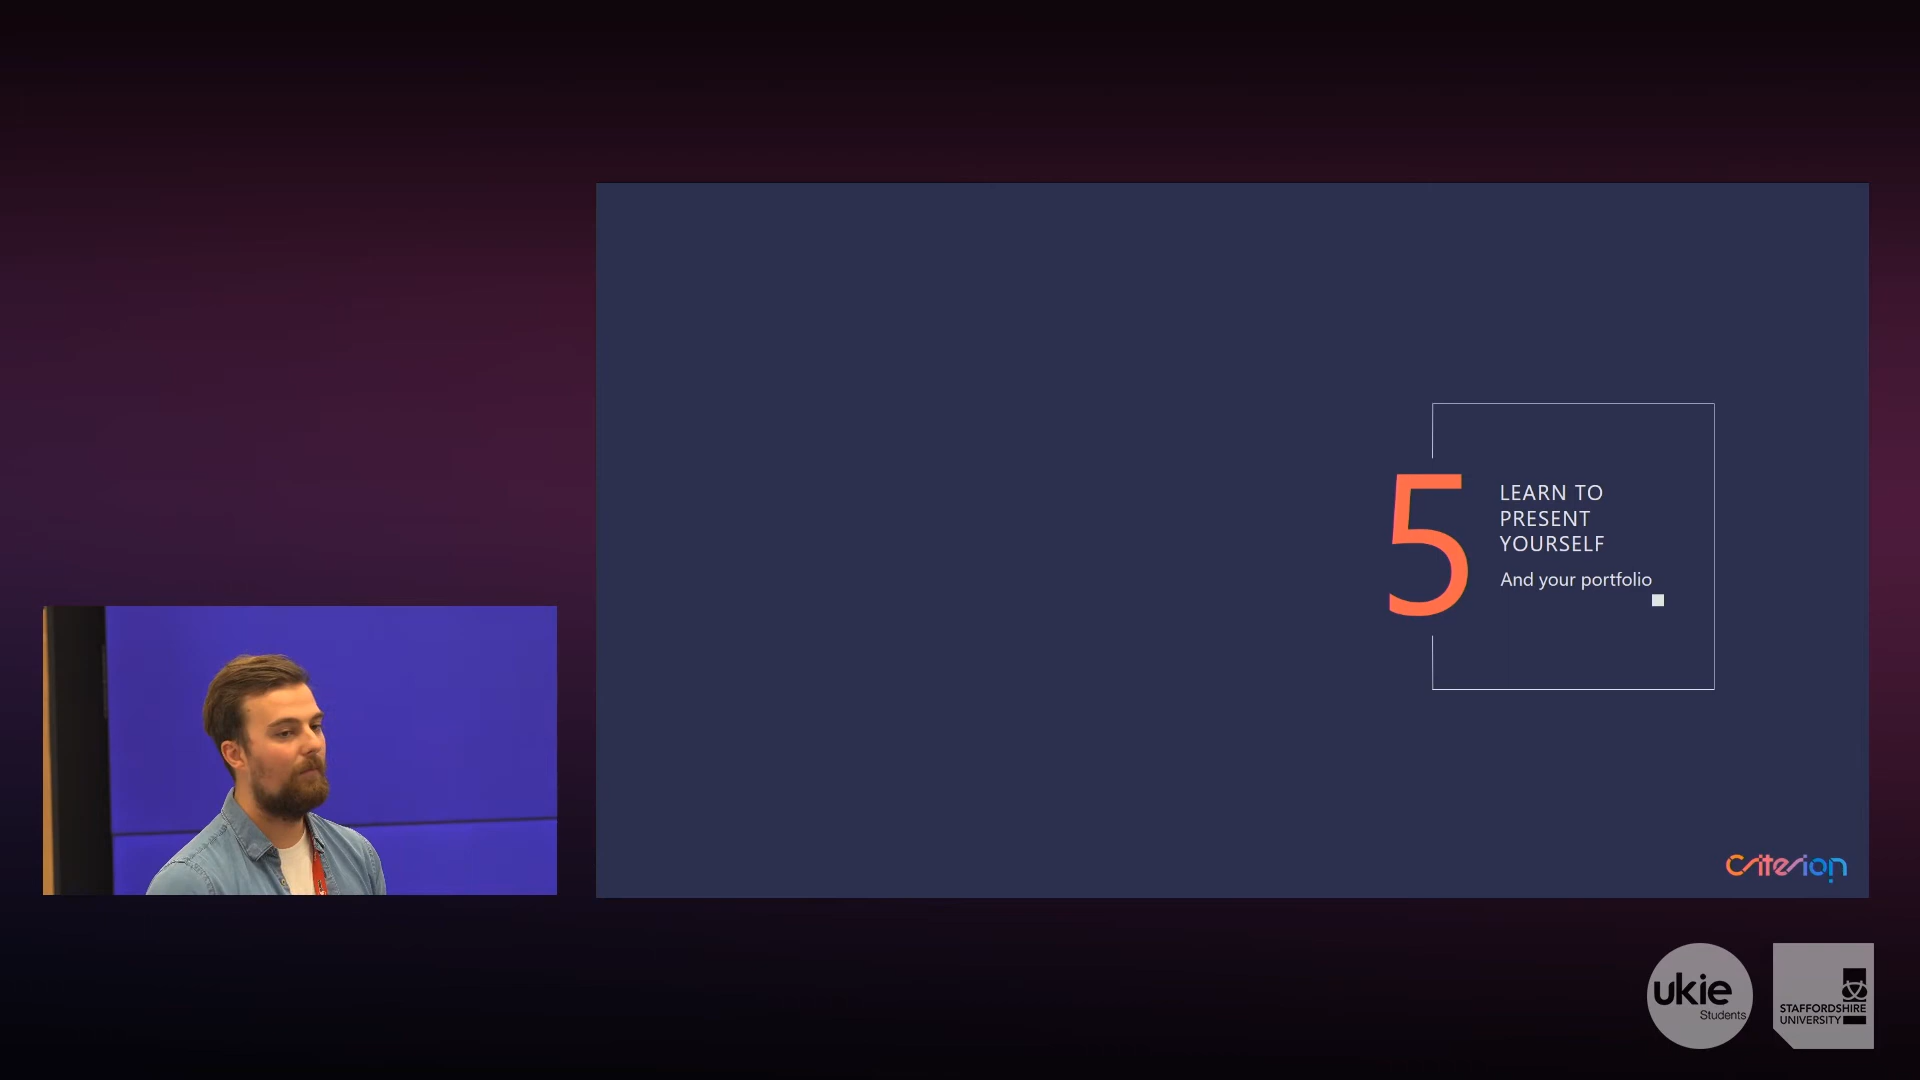 5
LEARN TO
PRESENT
YOURSELF
And your portfolio
Criterion
ukie
Students
STAFFORDSHIRE
UNIVERSITY